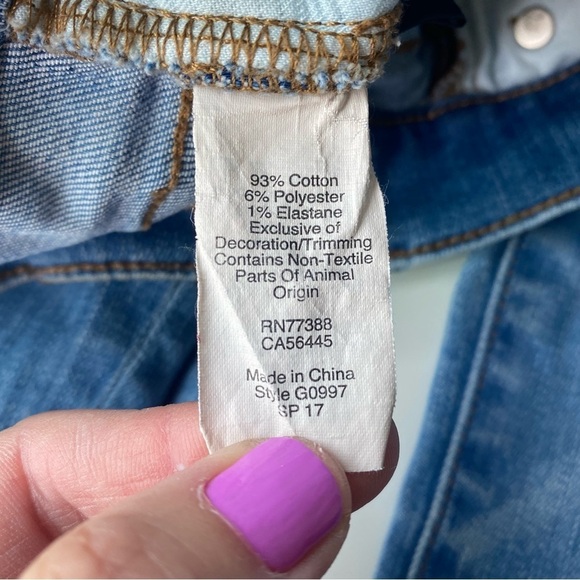 93% Cotton
6% Polyester
1% Elastane
Exclusive of
Decoration/Trimming
Contains Non-Textile
Parts Of Animal
Origin
RN77388
CA56445
Made in China
Style G0997
SP 17